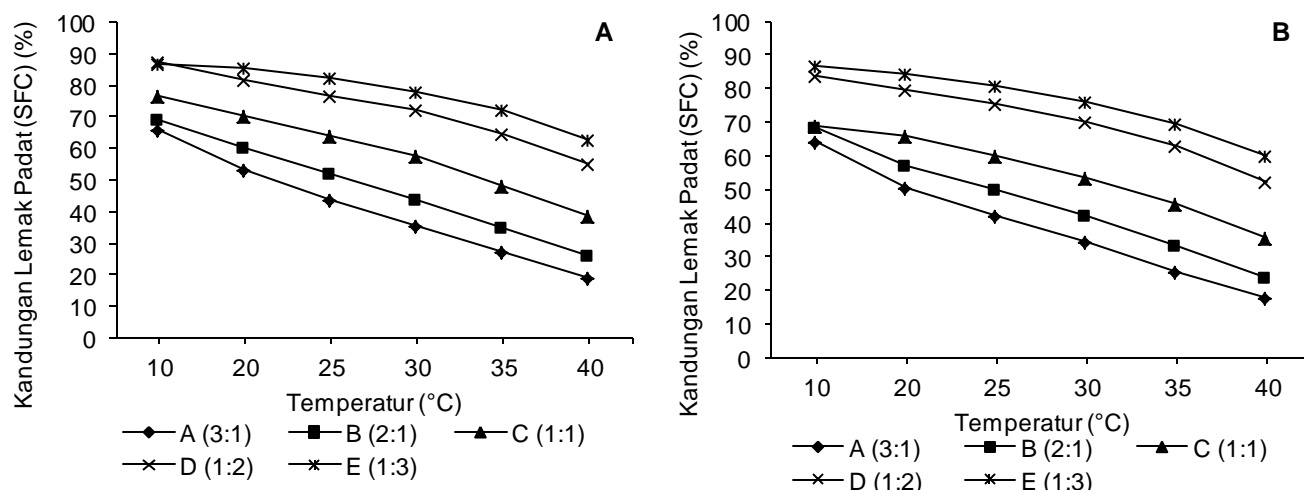 A
Kandungan Lemak Padat (SFC) (%)
100
90
80
70
60
50
40
30
20
10
0
10 20 25 30 35 40
Temperatur (°C)
A (3:1) B (2:1) C (1:1)
D (1:2) E (1:3)
B
Kandungan Lemak Padat (SFC) (%)
100
90
80
70
60
50
40
30
20
10
0
10 20 25 30 35 40
Temperatur (°C)
A (3:1) B (2:1) C (1:1)
D (1:2) E (1:3)